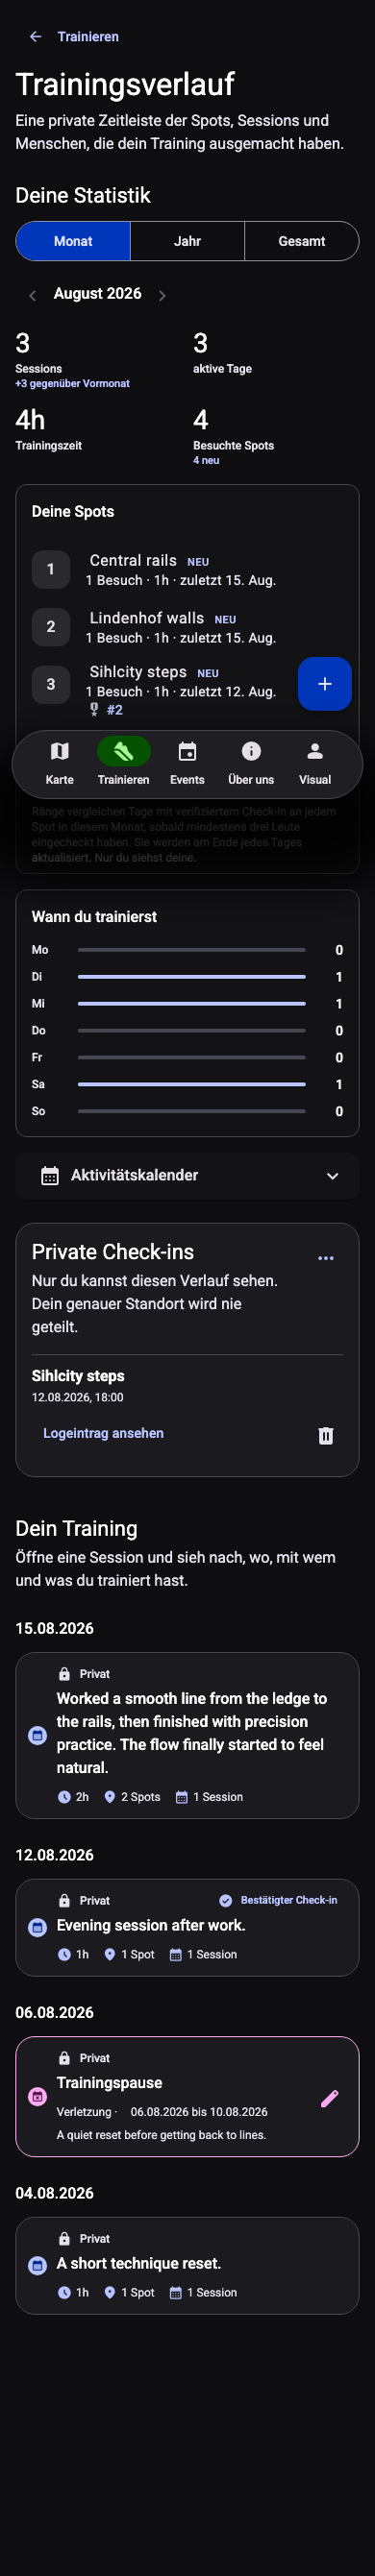 Trainieren
Trainingsverlauf
Eine private Zeitleiste der Spots, Sessions und
Menschen, die dein Training ausgemacht haben.
Deine Statistik
Monat
Jahr
Gesamt
August 2026
3
Sessions
+3 gegenüber Vormonat
3
aktive Tage
4h
Trainingszeit
4
Besuchte Spots
4 neu
Deine Spots
1
Central rails NEU
1 Besuch · 1h · zuletzt 15. Aug.
2
Lindenhof walls NEU
1 Besuch · 1h · zuletzt 15. Aug.
3
Sihlcity steps NEU
1 Besuch · 1h · zuletzt 12. Aug.
#2
Karte
Trainieren
Events
Über uns
Visual
Ränge vergleichen Tage mit verifiziertem Check-in an jedem
Spot in diesem Monat, sobald mindestens drei Leute
eingecheckt haben. Sie werden am Ende jedes Tages
aktualisiert. Nur du siehst deine.
Wann du trainierst
Mo 0
Di 1
Mi 1
Do 0
Fr 0
Sa 1
So 0
Aktivitätskalender
Private Check-ins
Nur du kannst diesen Verlauf sehen.
Dein genauer Standort wird nie
geteilt.
Sihlcity steps
12.08.2026, 18:00
Logeintrag ansehen
Dein Training
Öffne eine Session und sieh nach, wo, mit wem
und was du trainiert hast.
15.08.2026
Privat
Worked a smooth line from the ledge to
the rails, then finished with precision
practice. The flow finally started to feel
natural.
2h 2 Spots 1 Session
12.08.2026
Privat
Bestätigter Check-in
Evening session after work.
1h 1 Spot 1 Session
06.08.2026
Privat
Trainingspause
Verletzung · 06.08.2026 bis 10.08.2026
A quiet reset before getting back to lines.
04.08.2026
Privat
A short technique reset.
1h 1 Spot 1 Session